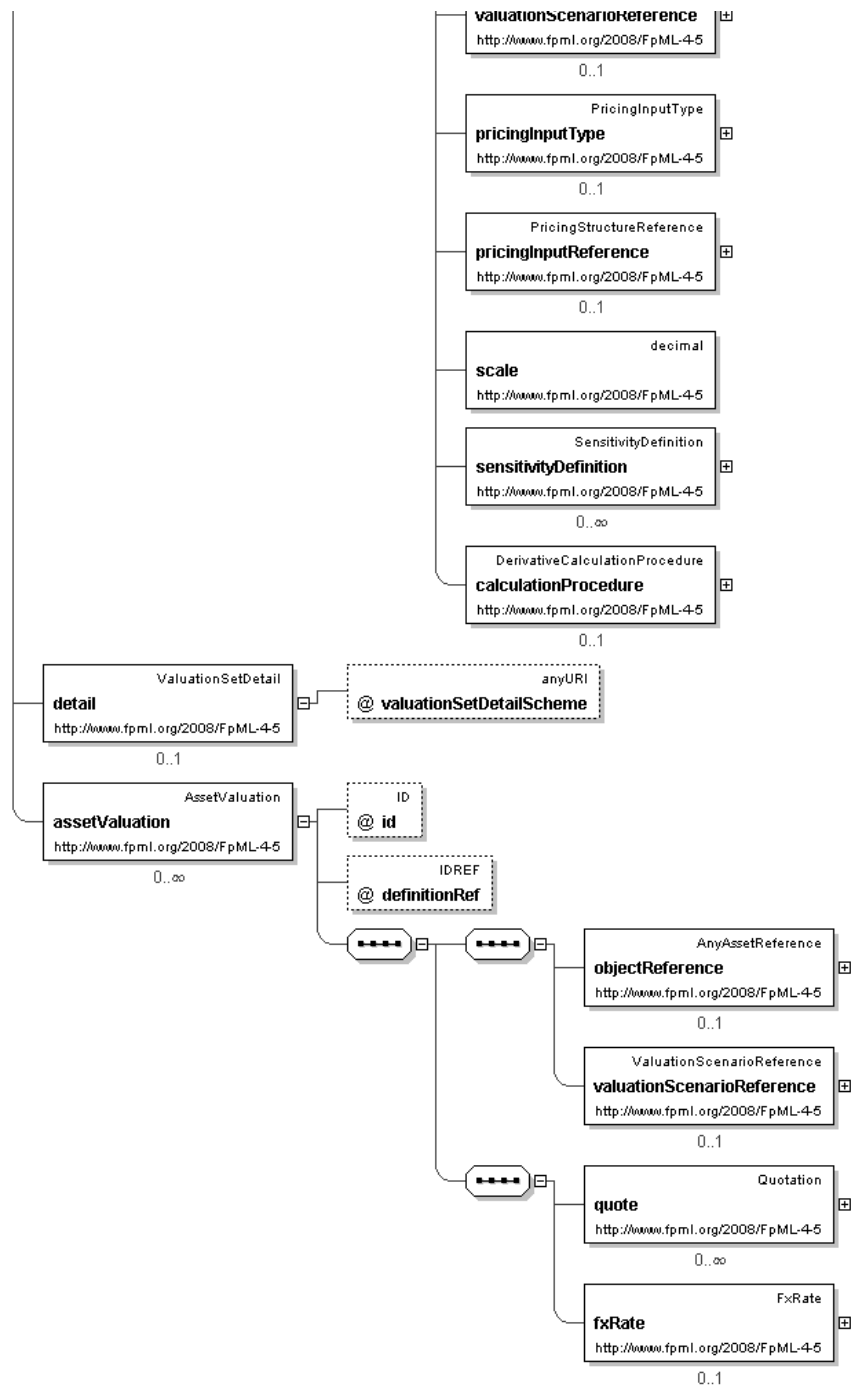 valuationScenarioReference
http://www.fpml.org/2008/FpML-4-5
0..1
PricingInputType
pricingInputType
http://www.fpml.org/2008/FpML-4-5
0..1
PricingStructureReference
pricingInputReference
http://www.fpml.org/2008/FpML-4-5
0..1
decimal
scale
http://www.fpml.org/2008/FpML-4-5
SensitivityDefinition
sensitivityDefinition
http://www.fpml.org/2008/FpML-4-5
0..∞
DerivativeCalculationProcedure
calculationProcedure
http://www.fpml.org/2008/FpML-4-5
0..1
ValuationSetDetail
detail
http://www.fpml.org/2008/FpML-4-5
0..1
anyURI
@ valuationSetDetailScheme
AssetValuation
assetValuation
http://www.fpml.org/2008/FpML-4-5
0..∞
ID
@ id
IDREF
@ definitionRef
AnyAssetReference
objectReference
http://www.fpml.org/2008/FpML-4-5
0..1
ValuationScenarioReference
valuationScenarioReference
http://www.fpml.org/2008/FpML-4-5
0..1
Quotation
quote
http://www.fpml.org/2008/FpML-4-5
0..∞
FxRate
fxRate
http://www.fpml.org/2008/FpML-4-5
0..1